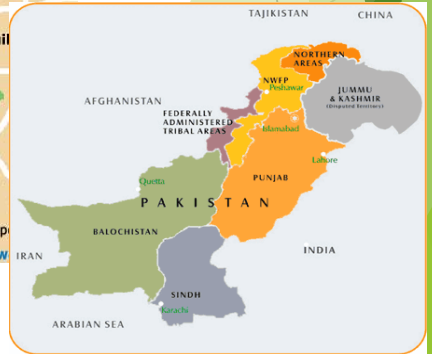 TAJIKISTAN
CHINA
NORTHERN
AREAS
NWFP
Peshawar
JUMMU
& KASHMIR
(Disputed Territory)
AFGHANISTAN
FEDERALLY
ADMINISTERED
TRIBAL AREAS
Islamabad
Lahore
PUNJAB
Quetta
PAKISTAN
BALOCHISTAN
IRAN
INDIA
SINDH
Karachi
ARABIAN SEA